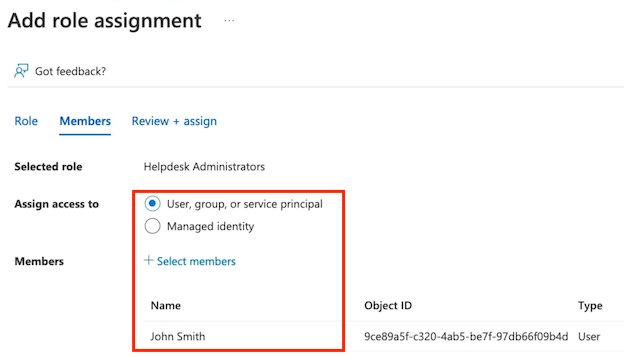 Add role assignment ...
Got feedback?
Role Members Review + assign
Selected role Helpdesk Administrators
Assign access to User, group, or service principal
Managed identity
Members + Select members
Name Object ID Type
John Smith 9ce89a5f-c320-4ab5-be7f-97db66f09b4d User